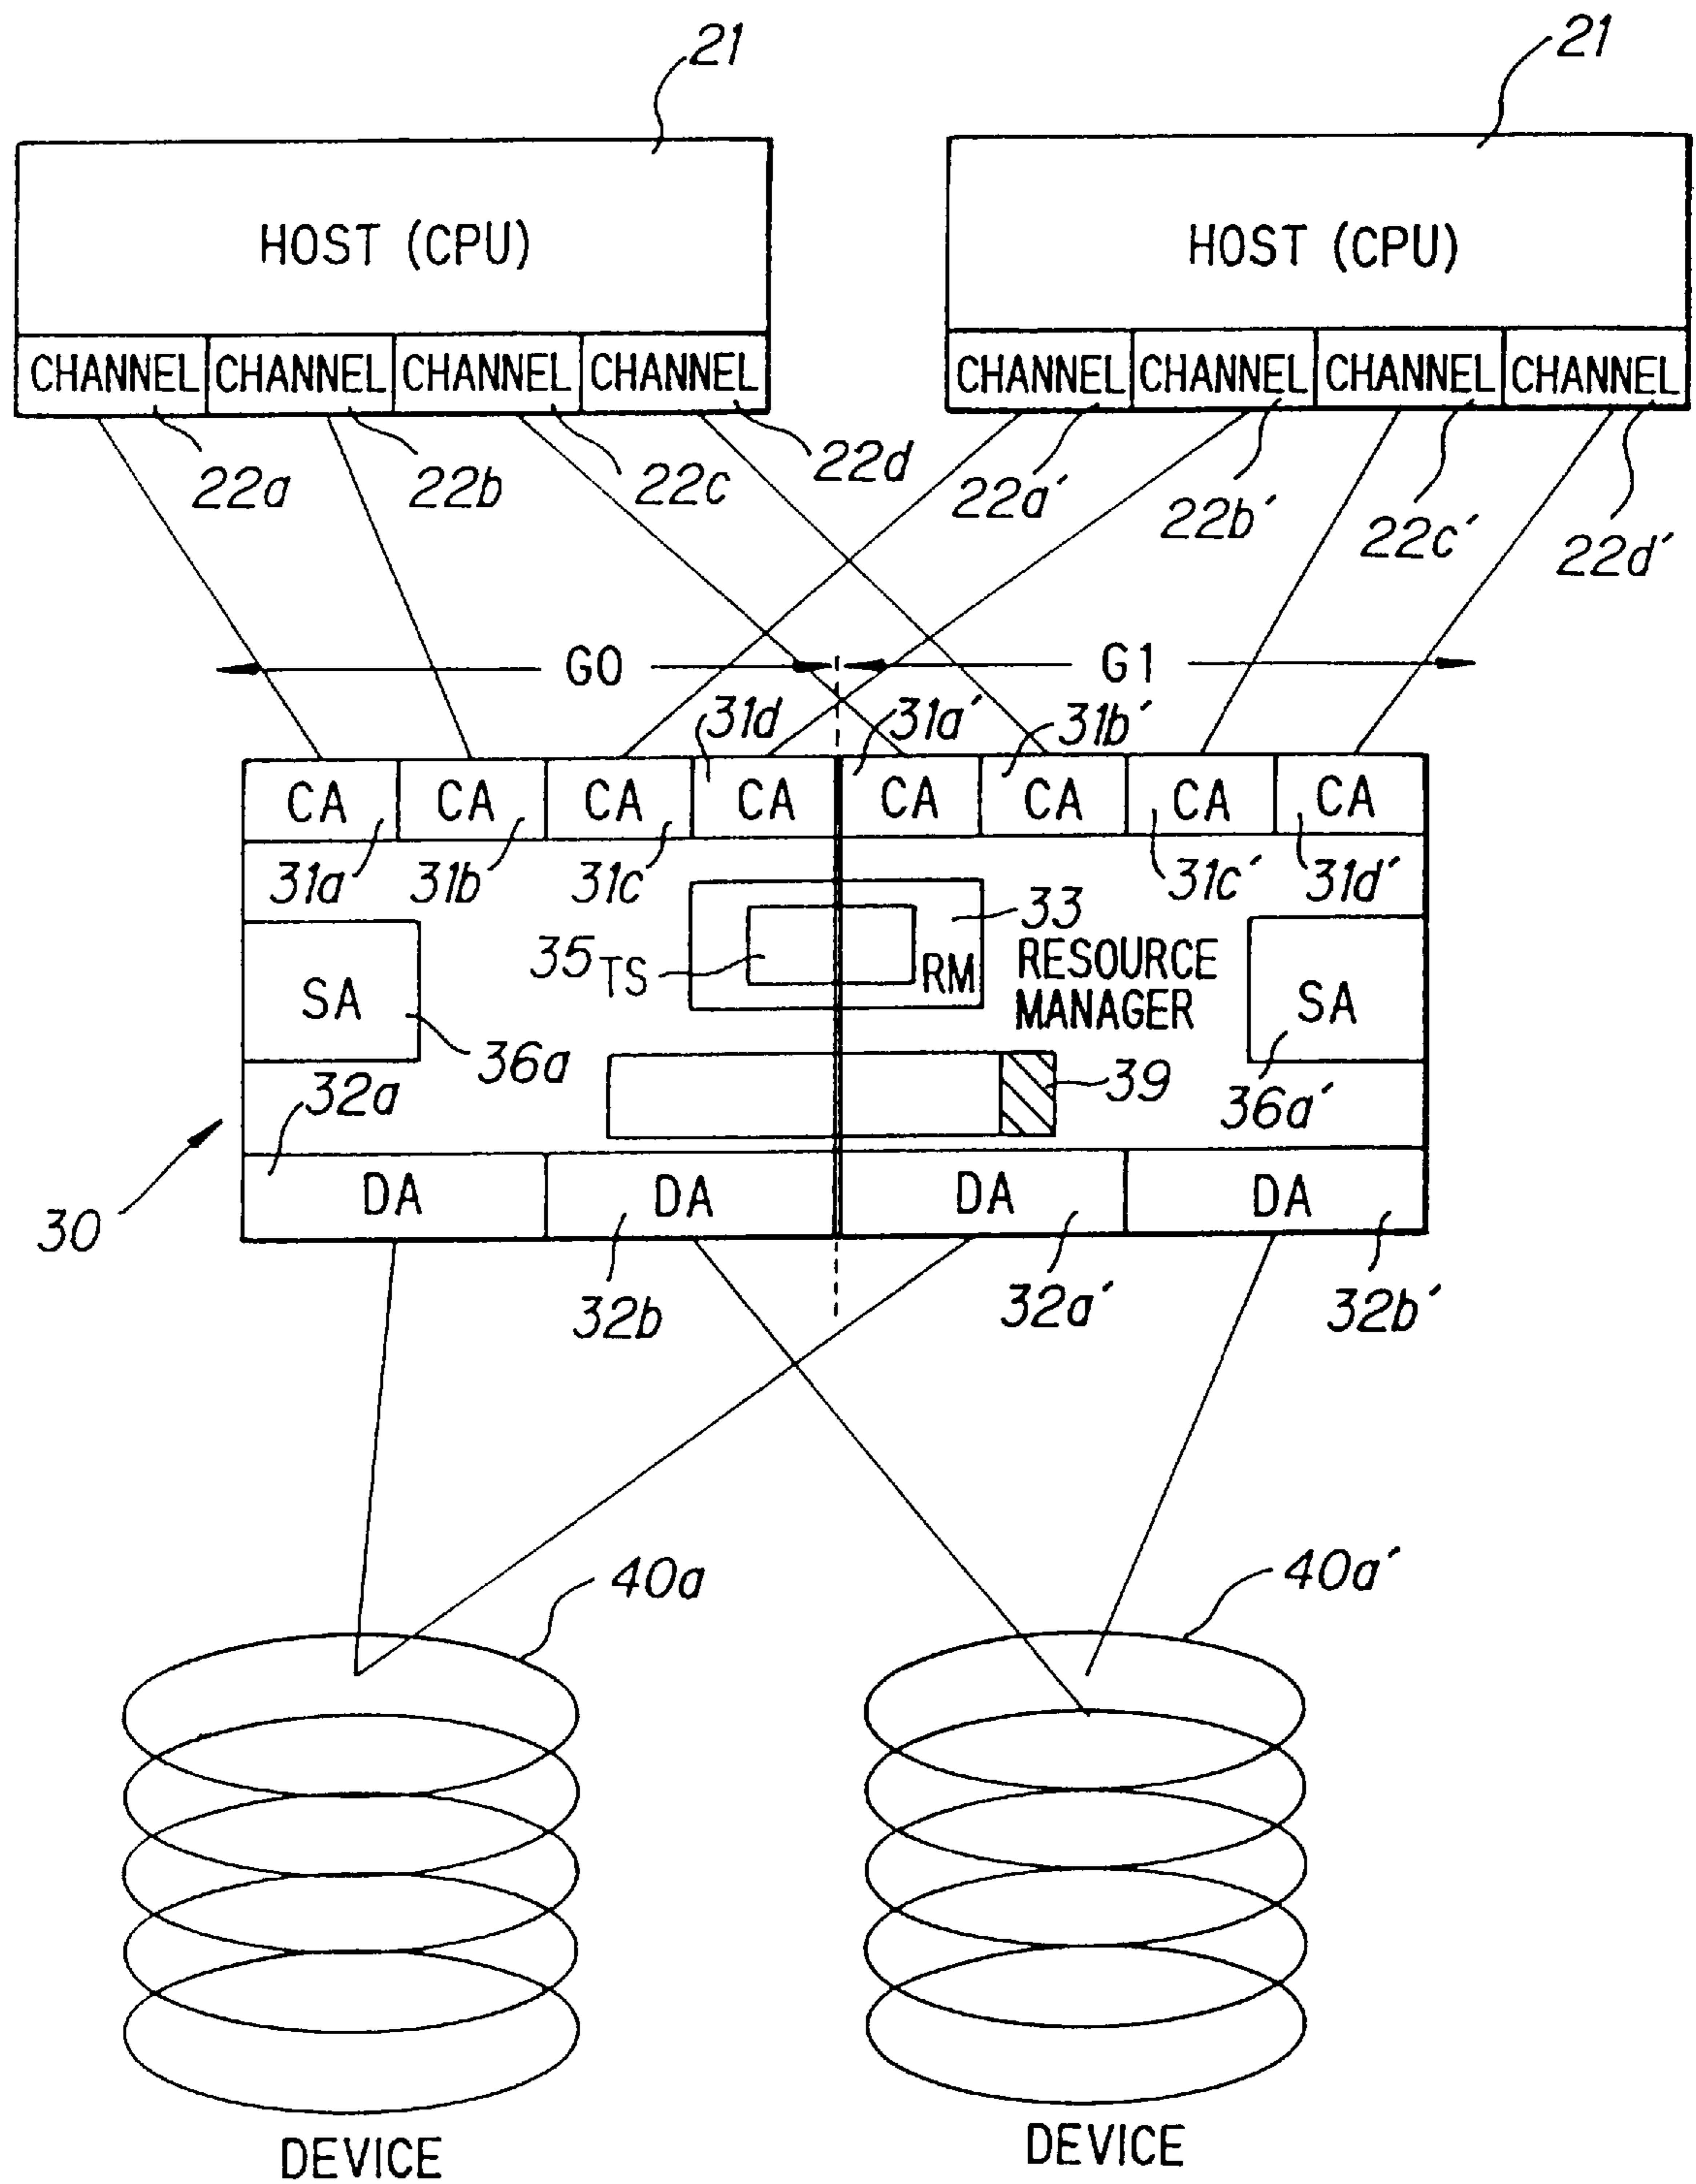 21 21
HOST (CPU) HOST (CPU)
CHANNEL CHANNEL CHANNEL CHANNEL CHANNEL CHANNEL CHANNEL CHANNEL
22a 22b 22c 22d 22a' 22b' 22c' 22d'
G0 G1
31d 31a' 31b'
CA CA CA CA CA CA CA CA
31a 31b 31c 31c' 31d'
33
35 TS RM RESOURCE
MANAGER
SA SA
36a 39 36a'
32a
30
DA DA DA DA
32b 32a' 32b'
40a 40a'
DEVICE DEVICE